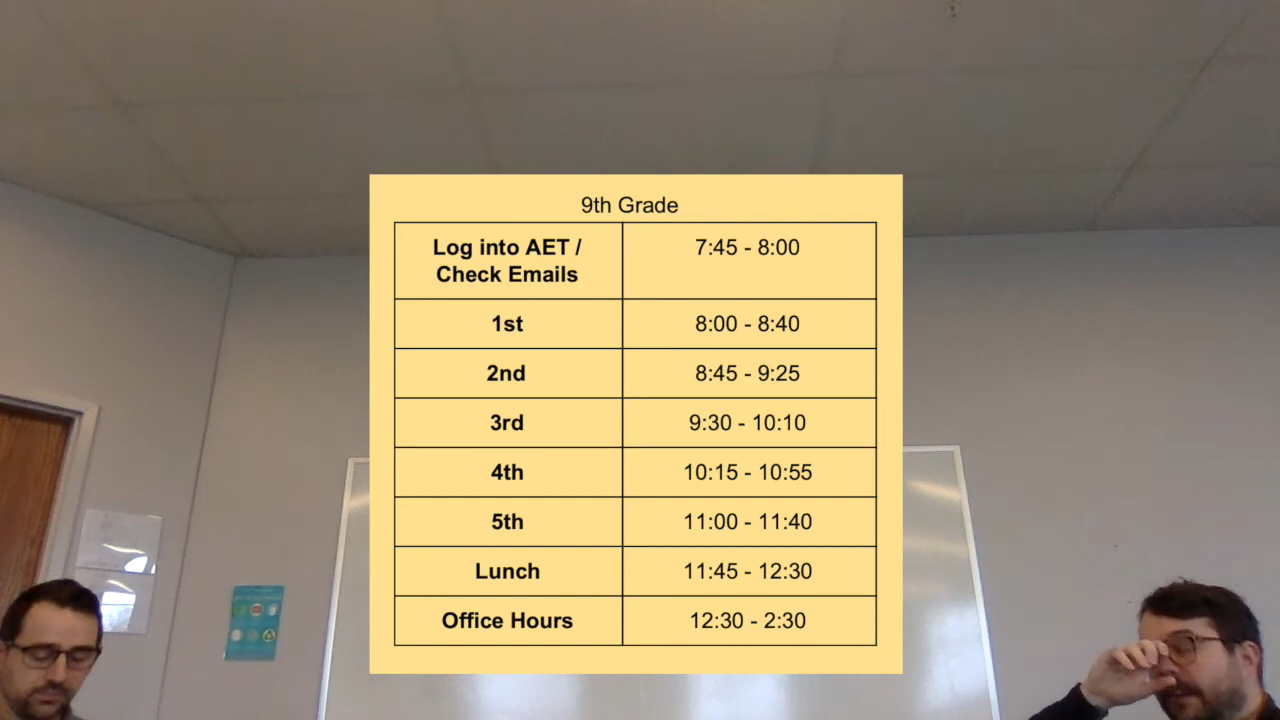 9th Grade
Log into AET / 7:45 - 8:00
Check Emails
1st 8:00 - 8:40
2nd 8:45 - 9:25
3rd 9:30 - 10:10
4th 10:15 - 10:55
5th 11:00 - 11:40
Lunch 11:45 - 12:30
Office Hours 12:30 - 2:30